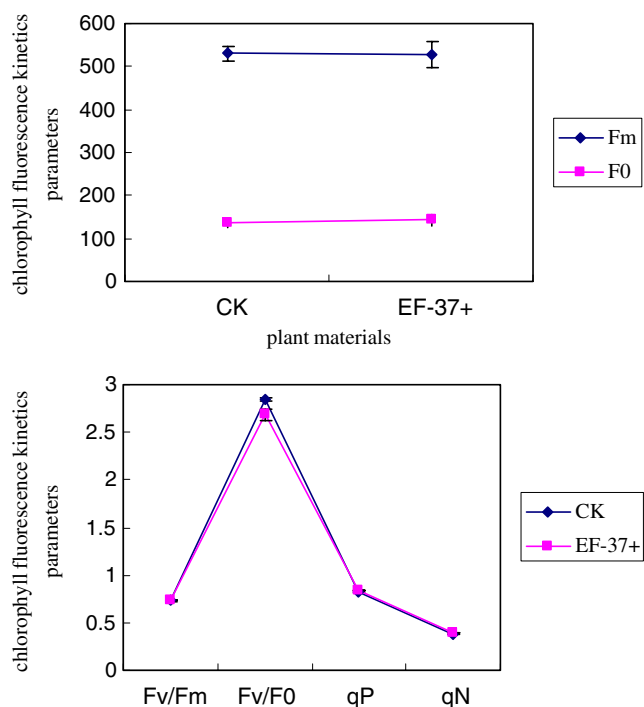 600
500
400
300
200
100
0
chlorophyll fluorescence kinetics
parameters
CK EF-37+
plant materials
Fm
F0
3
2.5
2
1.5
1
0.5
0
chlorophyll fluorescence kinetics
parameters
Fv/Fm Fv/F0 qP qN
CK
EF-37+